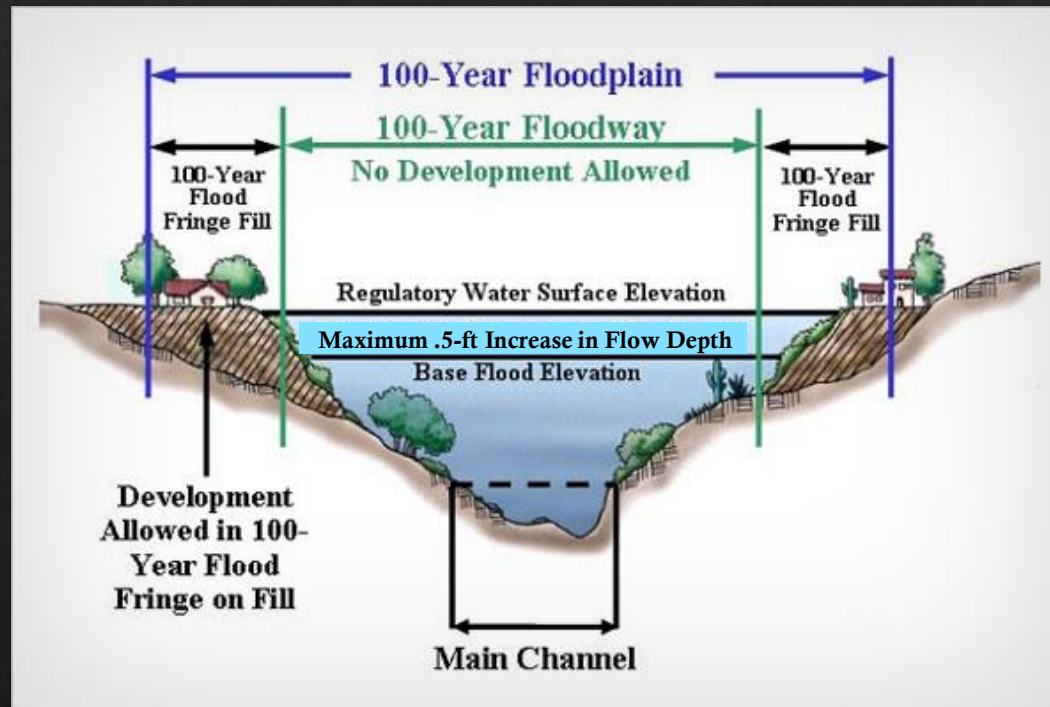 100-Year Floodplain
100-Year Floodway
No Development Allowed
100-Year
Flood
Fringe Fill
100-Year
Flood
Fringe Fill
Regulatory Water Surface Elevation
Maximum .5-ft Increase in Flow Depth
Base Flood Elevation
Development
Allowed in 100-
Year Flood
Fringe on Fill
Main Channel